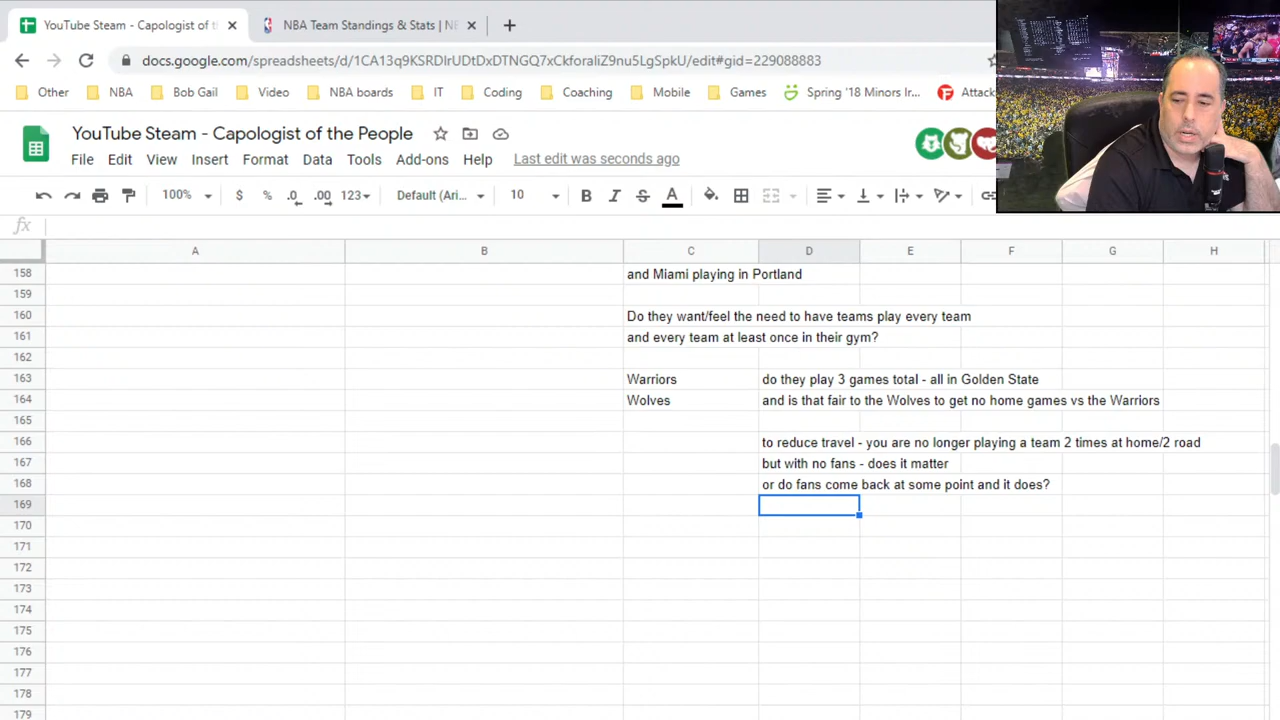 YouTube Steam - Capologist of t
NBA Team Standings & Stats | N
docs.google.com/spreadsheets/d/1CA13q9KSRDIrUDtDxDTNGQ7xCkforaliZ9nu5LgSpkU/edit#gid=229088883
Other NBA Bob Gail Video NBA boards IT Coding Coaching Mobile Games Spring '18 Minors Ir... Attack
YouTube Steam - Capologist of the People
File Edit View Insert Format Data Tools Add-ons Help Last edit was seconds ago
100% $ % .0 .00 123 Default (Ari... 10 B I S A
fx
A B C D E F G H
158 and Miami playing in Portland
159
160 Do they want/feel the need to have teams play every team
161 and every team at least once in their gym?
162
163 Warriors do they play 3 games total - all in Golden State
164 Wolves and is that fair to the Wolves to get no home games vs the Warriors
165
166 to reduce travel - you are no longer playing a team 2 times at home/2 road
167 but with no fans - does it matter
168 or do fans come back at some point and it does?
169
170
171
172
173
174
175
176
177
178
179